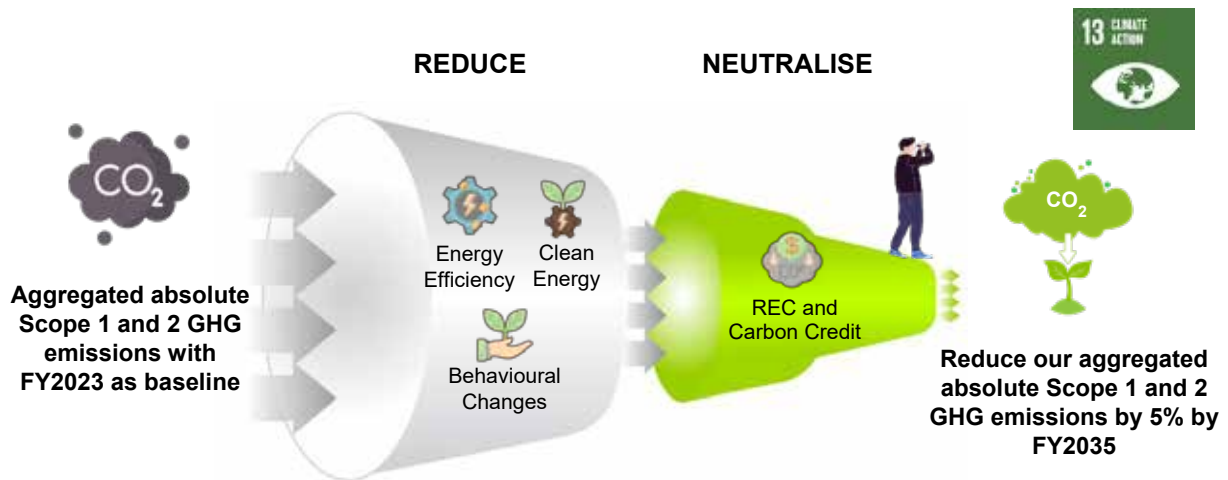 13 CLIMATE
ACTION
REDUCE
NEUTRALISE
CO2
Aggregated absolute
Scope 1 and 2 GHG
emissions with
FY2023 as baseline
Energy
Efficiency
Clean
Energy
Behavioural
Changes
$
REC and
Carbon Credit
CO2
Reduce our aggregated
absolute Scope 1 and 2
GHG emissions by 5% by
FY2035